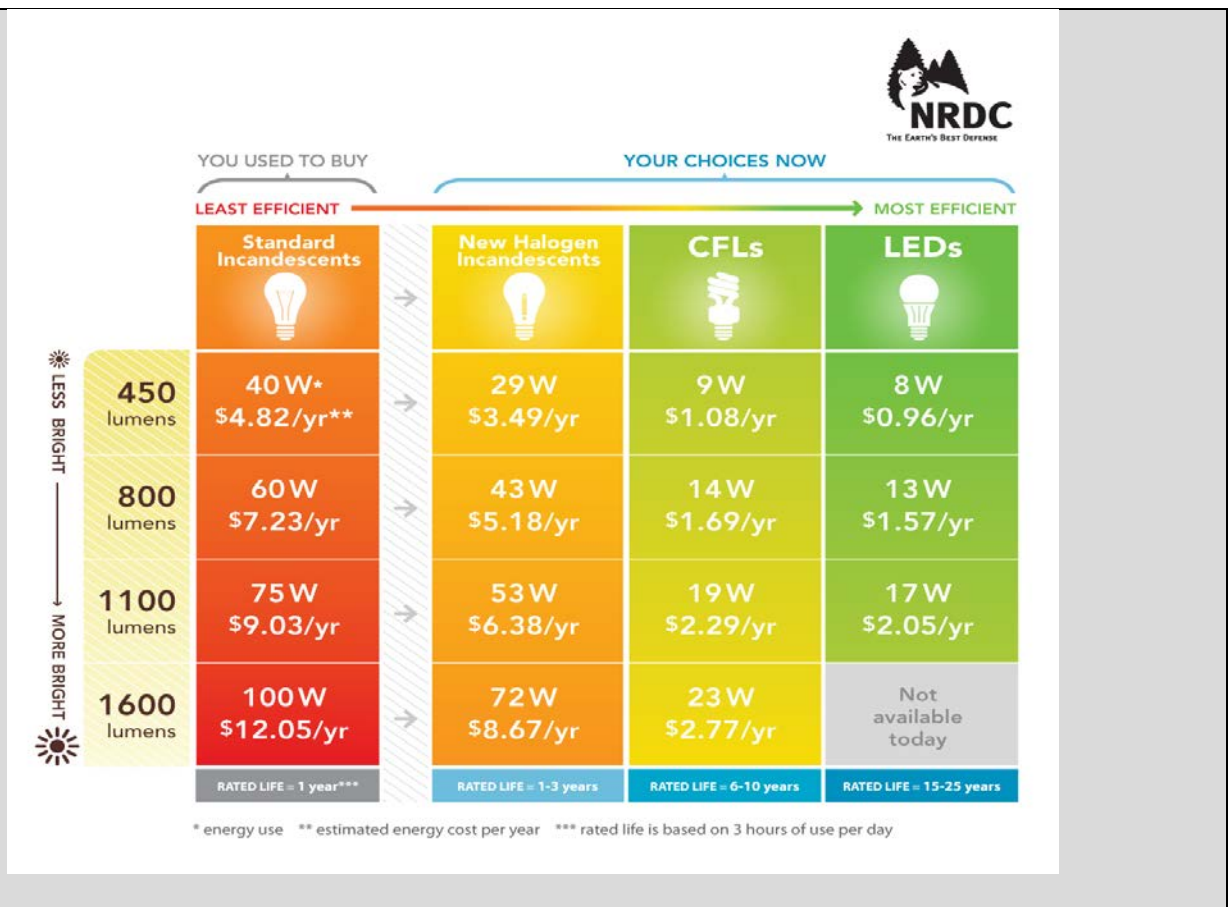 NRDC
THE EARTH'S BEST DEFENSE
YOU USED TO BUY
YOUR CHOICES NOW
LEAST EFFICIENT
MOST EFFICIENT
Standard
Incandescents
New Halogen
Incandescents
CFLs
LEDs
LESS BRIGHT
MORE BRIGHT
450
lumens
40W*
$4.82/yr**
29W
$3.49/yr
9W
$1.08/yr
8W
$0.96/yr
800
lumens
60W
$7.23/yr
43W
$5.18/yr
14W
$1.69/yr
13W
$1.57/yr
1100
lumens
75W
$9.03/yr
53W
$6.38/yr
19W
$2.29/yr
17W
$2.05/yr
1600
lumens
100W
$12.05/yr
72W
$8.67/yr
23W
$2.77/yr
Not
available
today
RATED LIFE = 1 year***
RATED LIFE = 1-3 years
RATED LIFE = 6-10 years
RATED LIFE = 15-25 years
* energy use ** estimated energy cost per year *** rated life is based on 3 hours of use per day